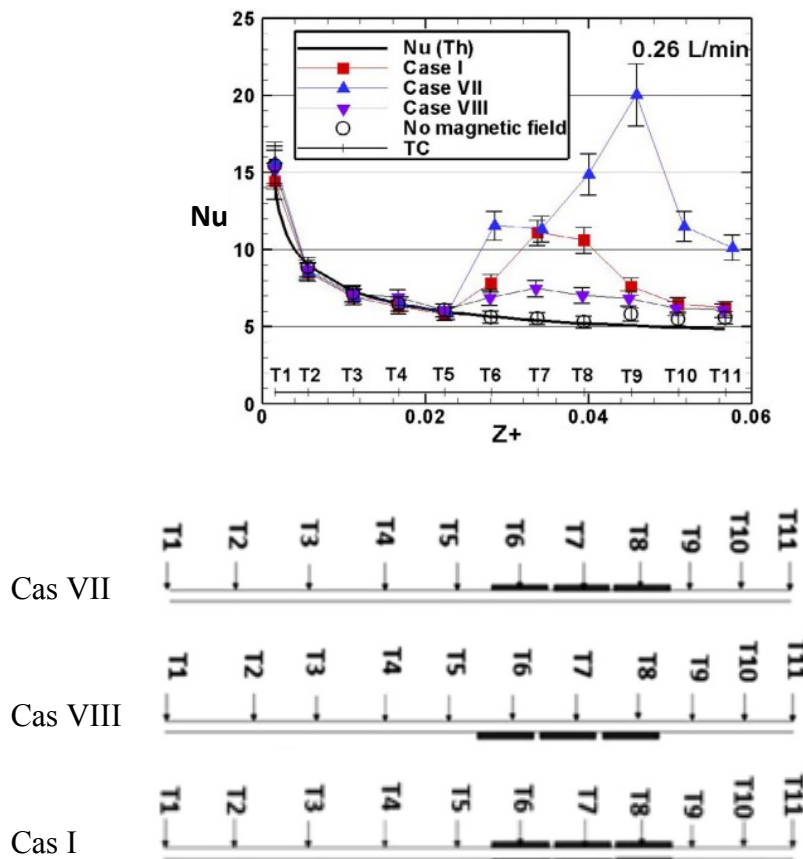 25
20
15
10
5
0
Nu
Nu (Th)
Case I
Case VII
Case VIII
No magnetic field
TC
0.26 L/min
T1 T2 T3 T4 T5 T6 T7 T8 T9 T10 T11
0 0.02 0.04 0.06
Z+
T1 T2 T3 T4 T5 T6 T7 T8 T9 T10 T11
Cas VII
T1 T2 T3 T4 T5 T6 T7 T8 T9 T10 T11
Cas VIII
T1 T2 T3 T4 T5 T6 T7 T8 T9 T10 T11
Cas I